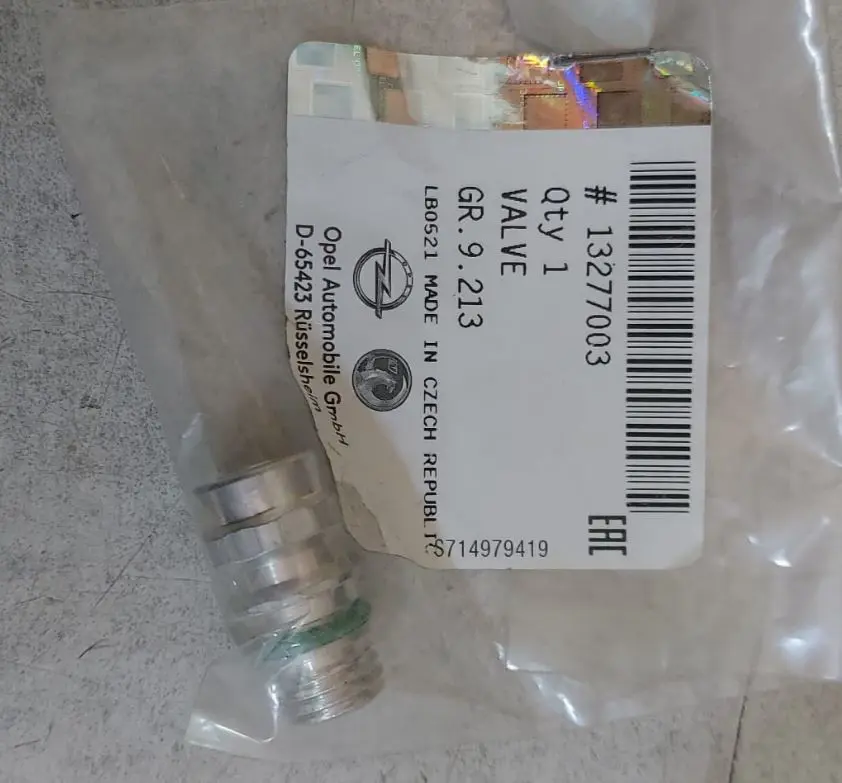 # 13277003
EAC
Qty 1
VALVE
GR.9.213
LB0521 MADE IN CZECH REPUBLIC
S714979419
Opel Automobile GmbH
D-65423 Rüsselsheim